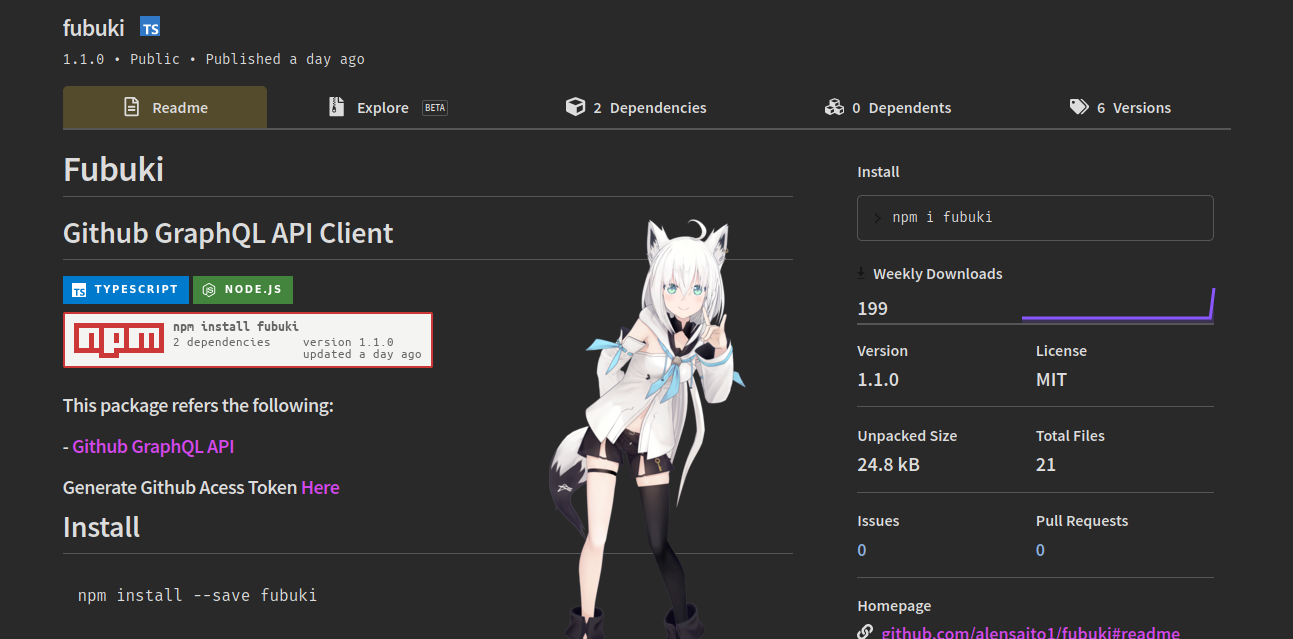 fubuki TS
1.1.0 • Public • Published a day ago
Readme
Explore BETA
2 Dependencies
0 Dependents
6 Versions
Fubuki
Github GraphQL API Client
TS TYPESCRIPT
JS NODE.JS
npm
npm install fubuki
2 dependencies version 1.1.0
updated a day ago
This package refers the following:
- Github GraphQL API
Generate Github Acess Token Here
Install
npm install --save fubuki
Install
> npm i fubuki
Weekly Downloads
199
Version License
1.1.0 MIT
Unpacked Size Total Files
24.8 kB 21
Issues Pull Requests
0 0
Homepage
github.com/alensaito1/fubuki#readme